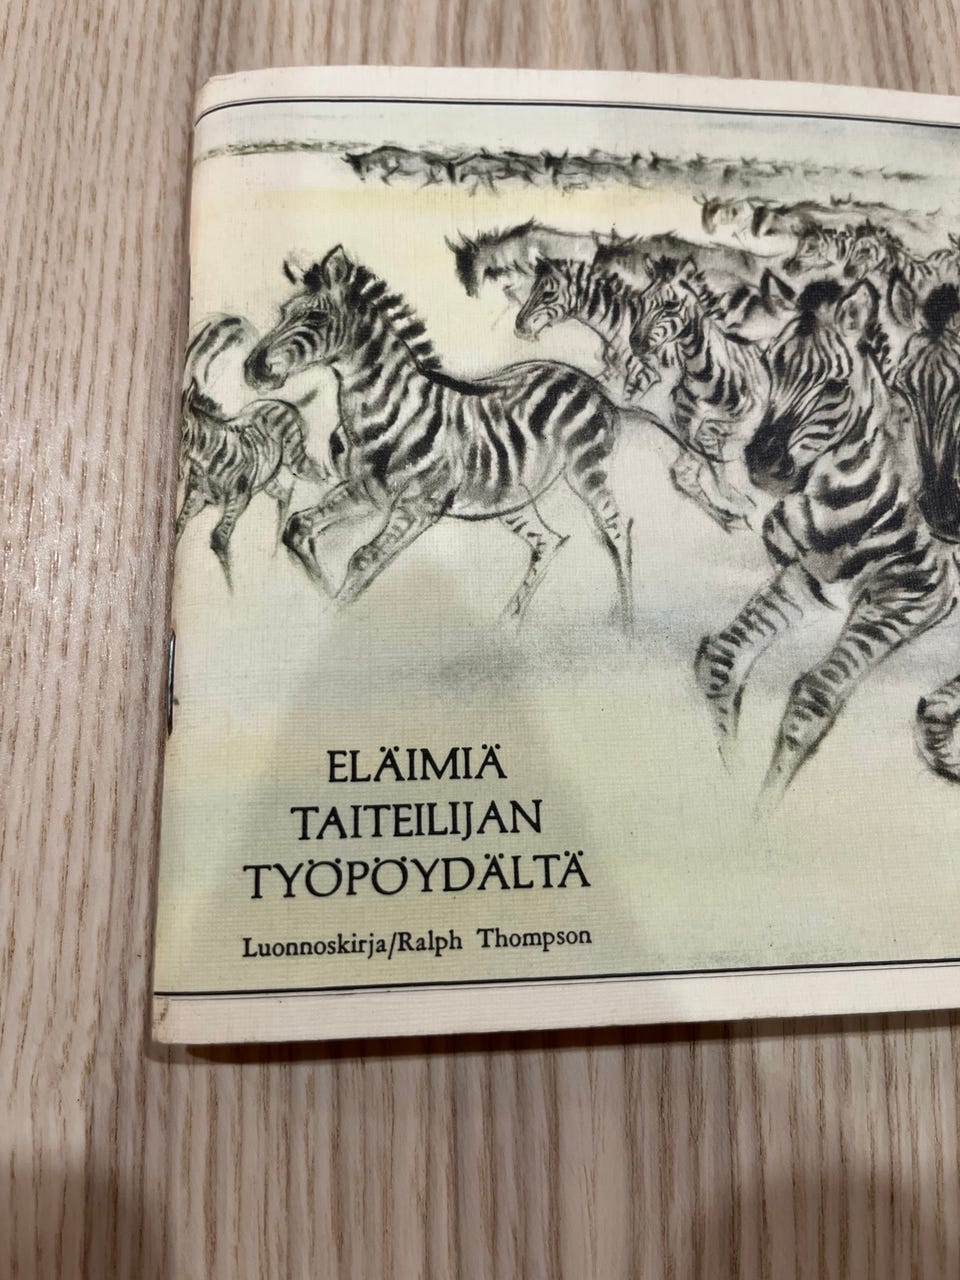 ELÄIMIÄ
TAITEILIJAN
TYÖPÖYDÄLTÄ
Luonnoskirja/Ralph Thompson